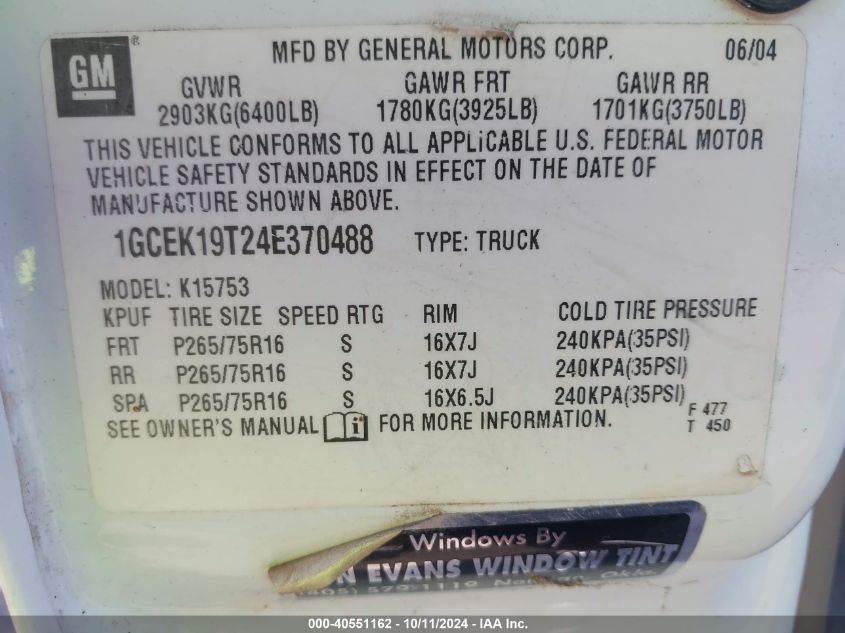 GM
MFD BY GENERAL MOTORS CORP. 06/04
GVWR GAWR FRT GAWR RR
2903KG(6400LB) 1780KG(3925LB) 1701KG(3750LB)
THIS VEHICLE CONFORMS TO ALL APPLICABLE U.S. FEDERAL MOTOR
VEHICLE SAFETY STANDARDS IN EFFECT ON THE DATE OF
MANUFACTURE SHOWN ABOVE.
1GCEK19T24E370488 TYPE: TRUCK
MODEL: K15753
KPUF TIRE SIZE SPEED RTG RIM COLD TIRE PRESSURE
FRT P265/75R16 S 16X7J 240KPA(35PSI)
RR P265/75R16 S 16X7J 240KPA(35PSI)
SPA P265/75R16 S 16X6.5J 240KPA(35PSI)
F 477
SEE OWNER'S MANUAL i FOR MORE INFORMATION. T 450
Windows By
EVANS WINDOW TINT
000-40551162 - 10/11/2024 - IAA Inc.